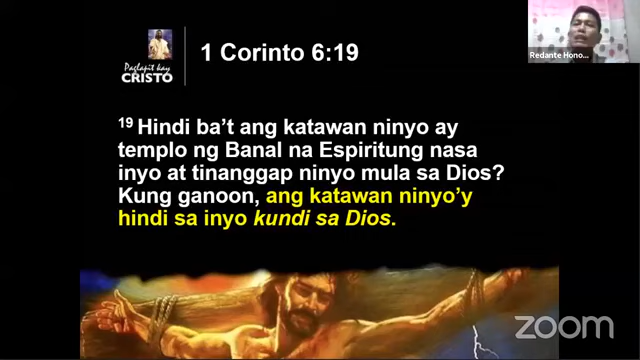 Paglapit kay
CRISTO
1 Corinto 6:19
Redante Hono...
19 Hindi ba't ang katawan ninyo ay
templo ng Banal na Espiritung nasa
inyo at tinanggap ninyo mula sa Dios?
Kung ganoon, ang katawan ninyo'y
hindi sa inyo kundi sa Dios.
zoom